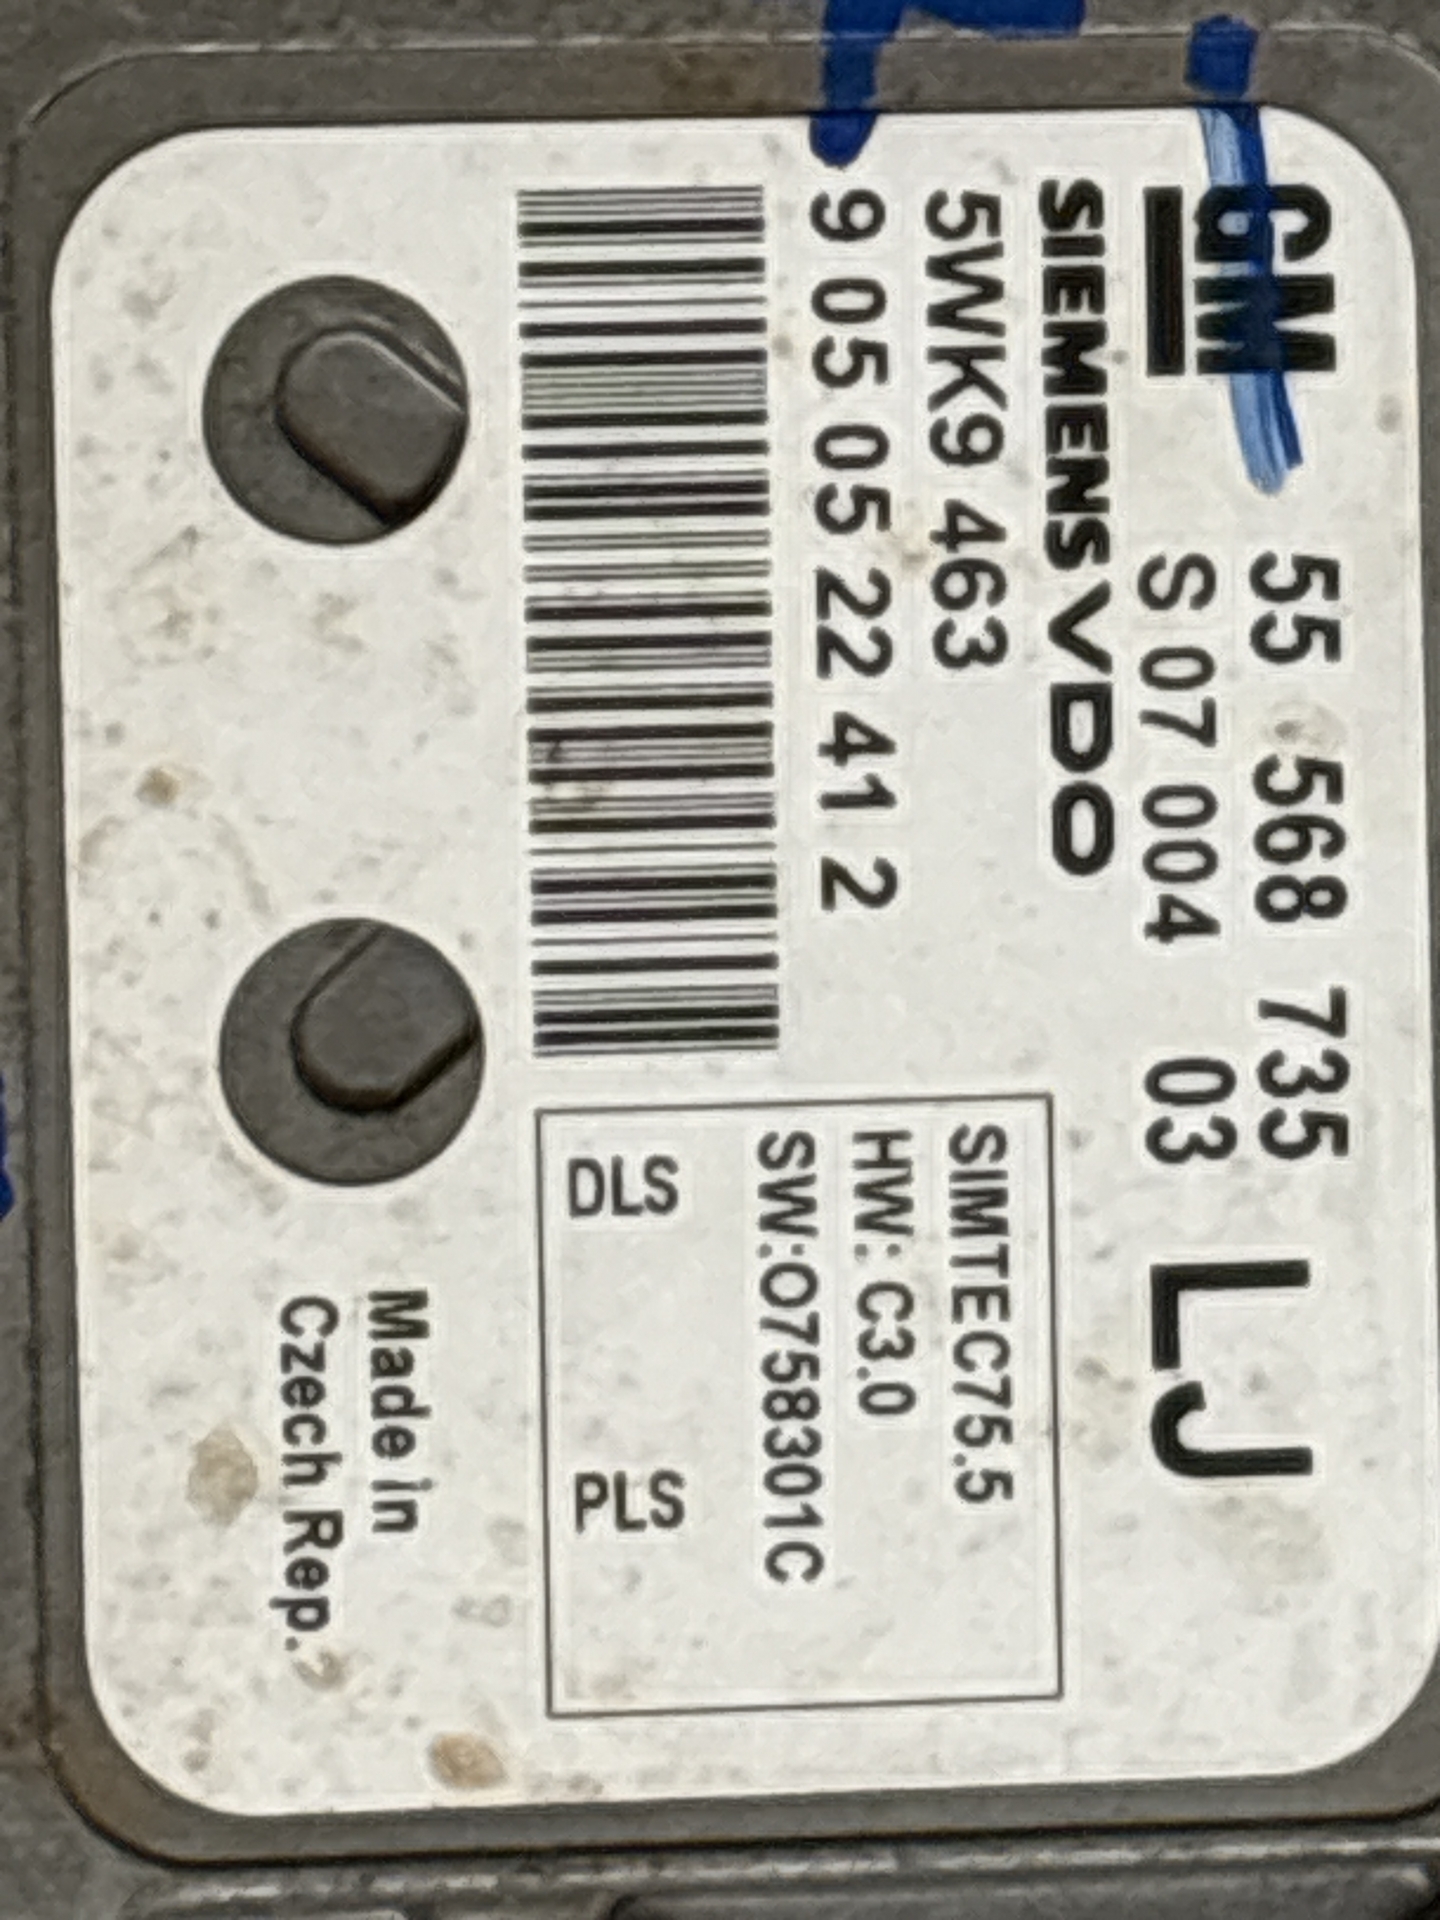 GM 55 568 735 LJ
S 07 004 03
SIEMENS VDO
5WK9 463
9 05 05 22 41 2
SIMTEC75.5
HW: C3.0
SW:O758301C
DLS PLS
Made in
Czech Rep.